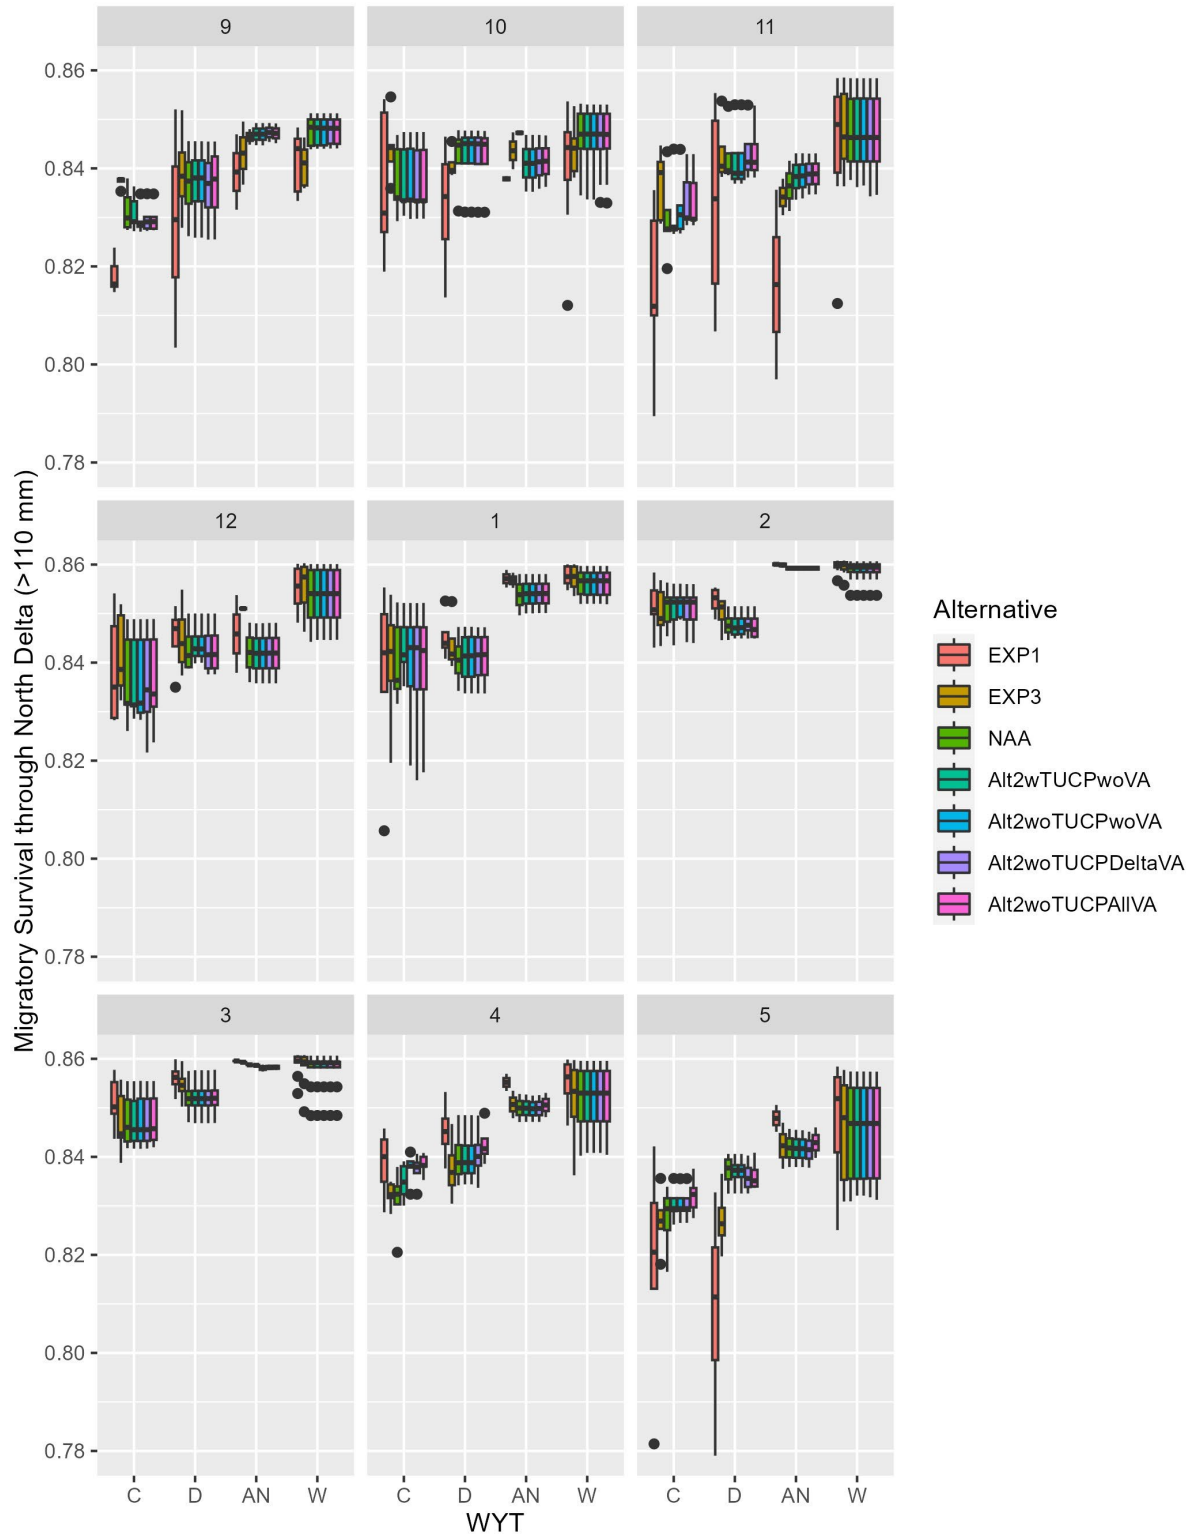 9 10 11
0.86
0.84
0.82
0.80
0.78
12 1 2
0.86
0.84
0.82
0.80
0.78
3 4 5
0.86
0.84
0.82
0.80
0.78
C D AN W C D AN W C D AN W
WYT
Migratory Survival through North Delta (>110 mm)
Alternative
EXP1
EXP3
NAA
Alt2wTUCPwoVA
Alt2woTUCPwoVA
Alt2woTUCPDeltaVA
Alt2woTUCPAllVA